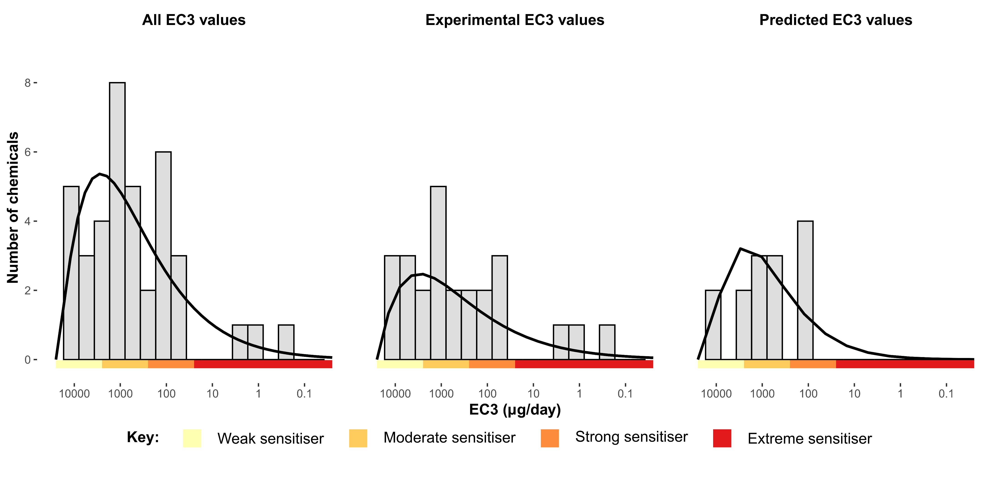 All EC3 values
Experimental EC3 values
Predicted EC3 values
Number of chemicals
8
6
4
2
0
10000 1000 100 10 1 0.1
10000 1000 100 10 1 0.1
10000 1000 100 10 1 0.1
EC3 (µg/day)
Key: Weak sensitiser Moderate sensitiser Strong sensitiser Extreme sensitiser